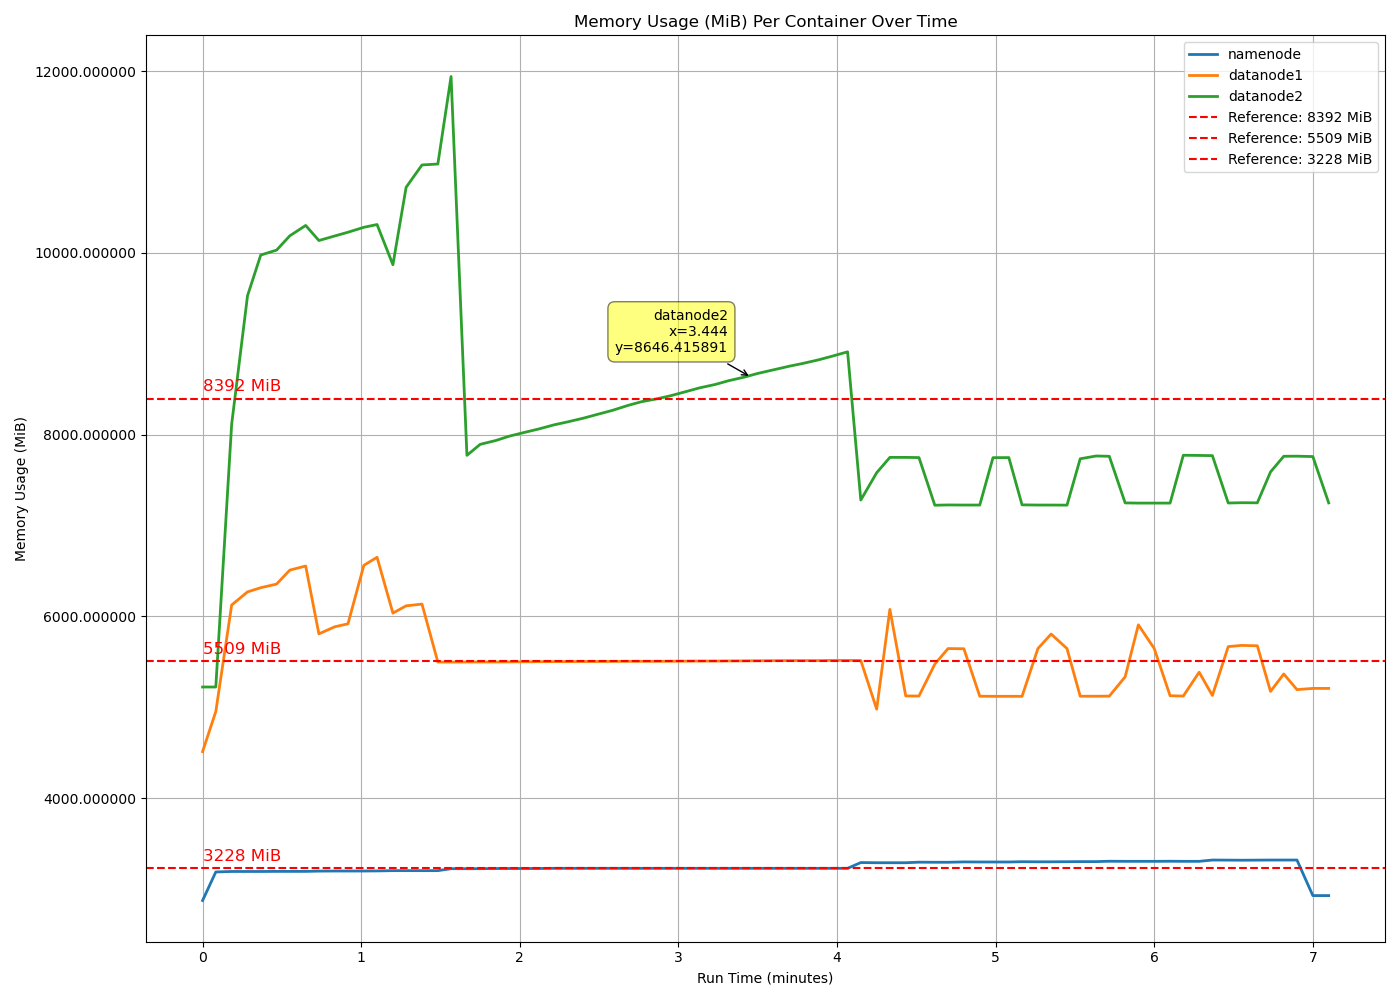 Memory Usage (MiB) Per Container Over Time
namenode
datanode1
datanode2
Reference: 8392 MiB
Reference: 5509 MiB
Reference: 3228 MiB
12000.000000
10000.000000
8000.000000
6000.000000
4000.000000
Memory Usage (MiB)
datanode2
x=3.444
y=8646.415891
8392 MiB
5509 MiB
3228 MiB
0 1 2 3 4 5 6 7
Run Time (minutes)